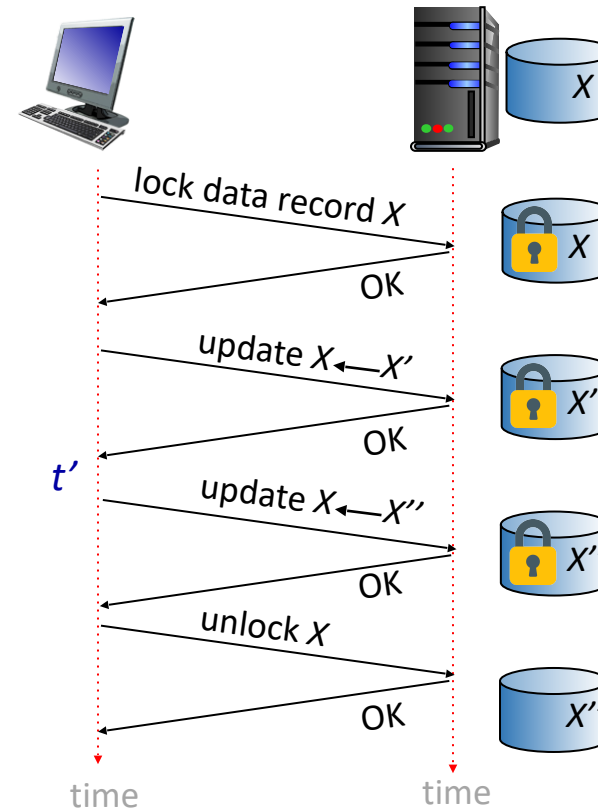 X
lock data record X
X
OK
update X ← X’
X’
OK
t’
update X ← X’’
X’
OK
unlock X
X’
OK
time
time